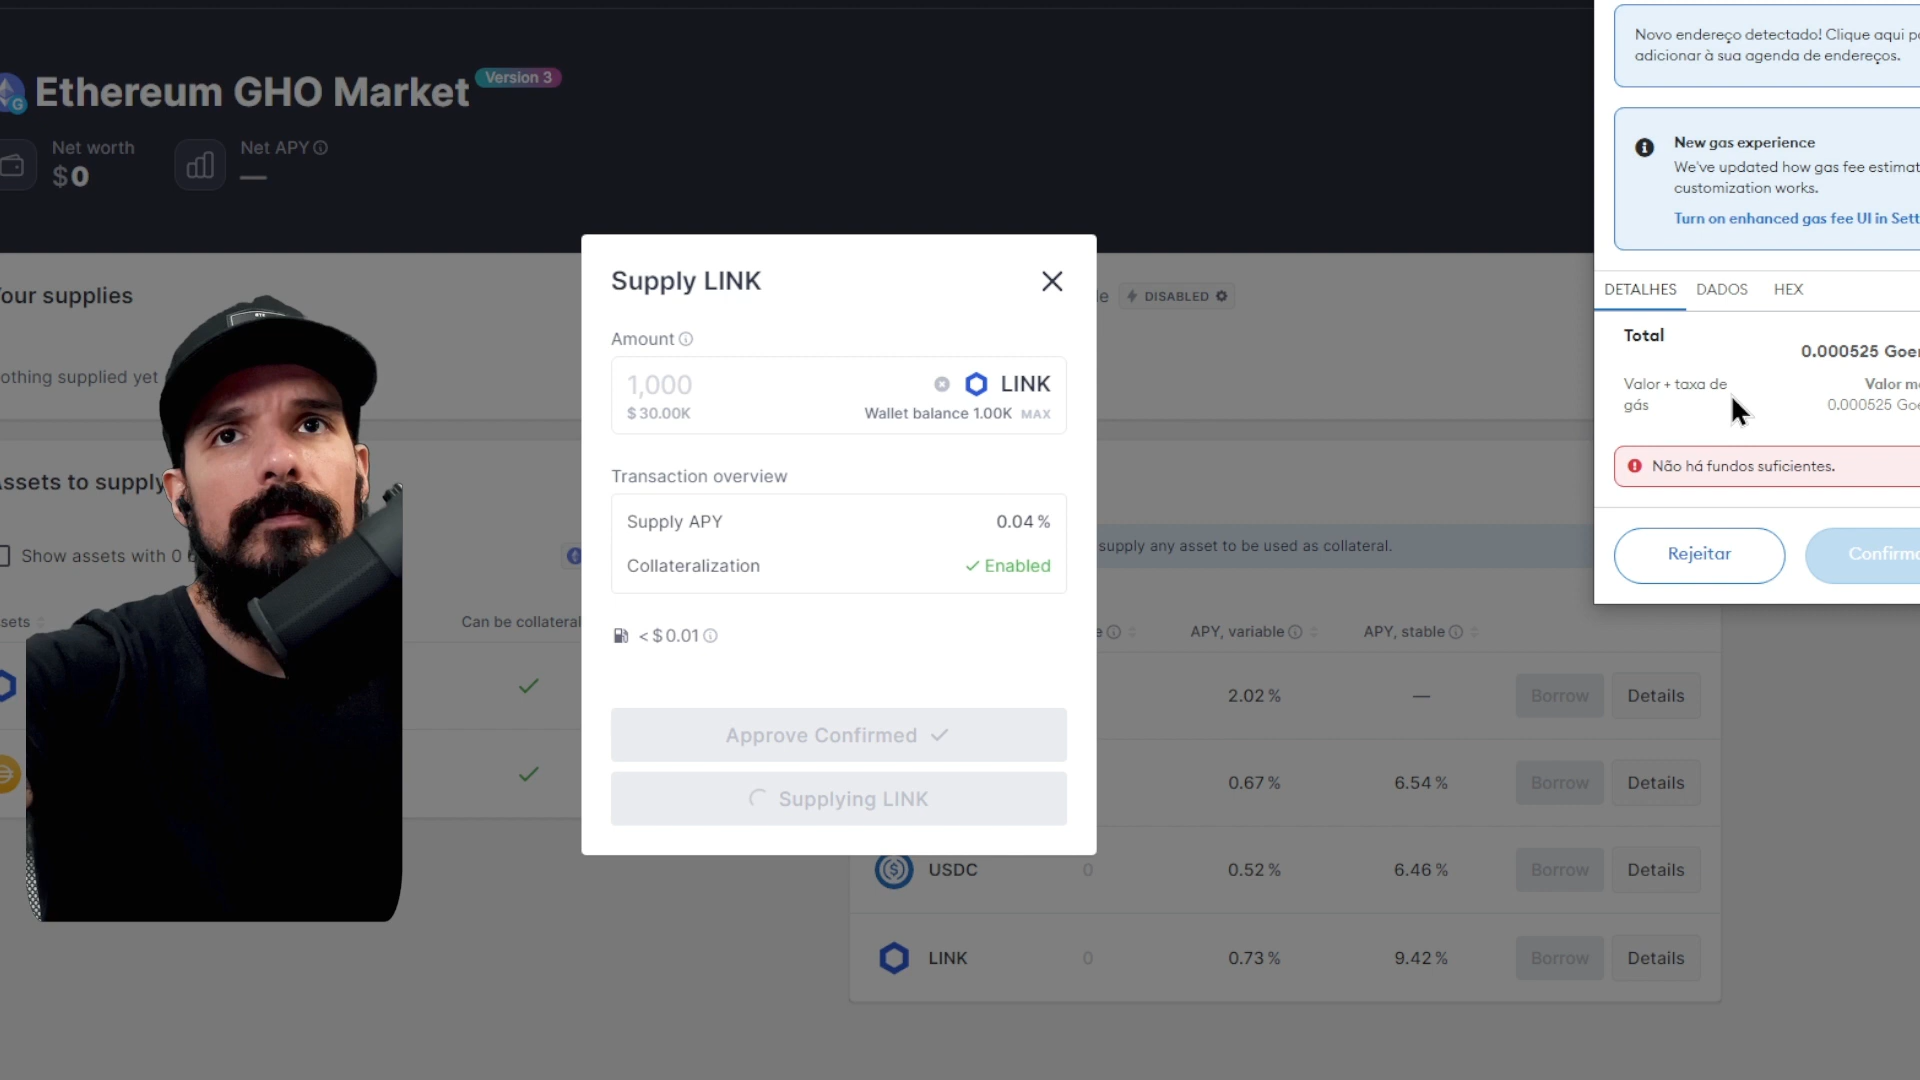 Ethereum GHO Market
Version 3
Net worth
$0
Net APY
—
our supplies
othing supplied yet
ssets to supply
Show assets with 0
sets
Can be collateral
DISABLED
supply any asset to be used as collateral.
APY, variable
APY, stable
2.02 %
—
Borrow
Details
0.67 %
6.54 %
Borrow
Details
USDC
0
0.52 %
6.46 %
Borrow
Details
LINK
0
0.73 %
9.42 %
Borrow
Details
Supply LINK
Amount
1,000
LINK
$ 30.00K
Wallet balance 1.00K MAX
Transaction overview
Supply APY
0.04 %
Collateralization
Enabled
< $ 0.01
Approve Confirmed
Supplying LINK
Novo endereço detectado! Clique aqui p
adicionar à sua agenda de endereços.
New gas experience
We've updated how gas fee estimat
customization works.
Turn on enhanced gas fee UI in Sett
DETALHES
DADOS
HEX
Total
0.000525 Goer
Valor + taxa de
gás
Valor m
0.000525 Goe
Não há fundos suficientes.
Rejeitar
Confirma